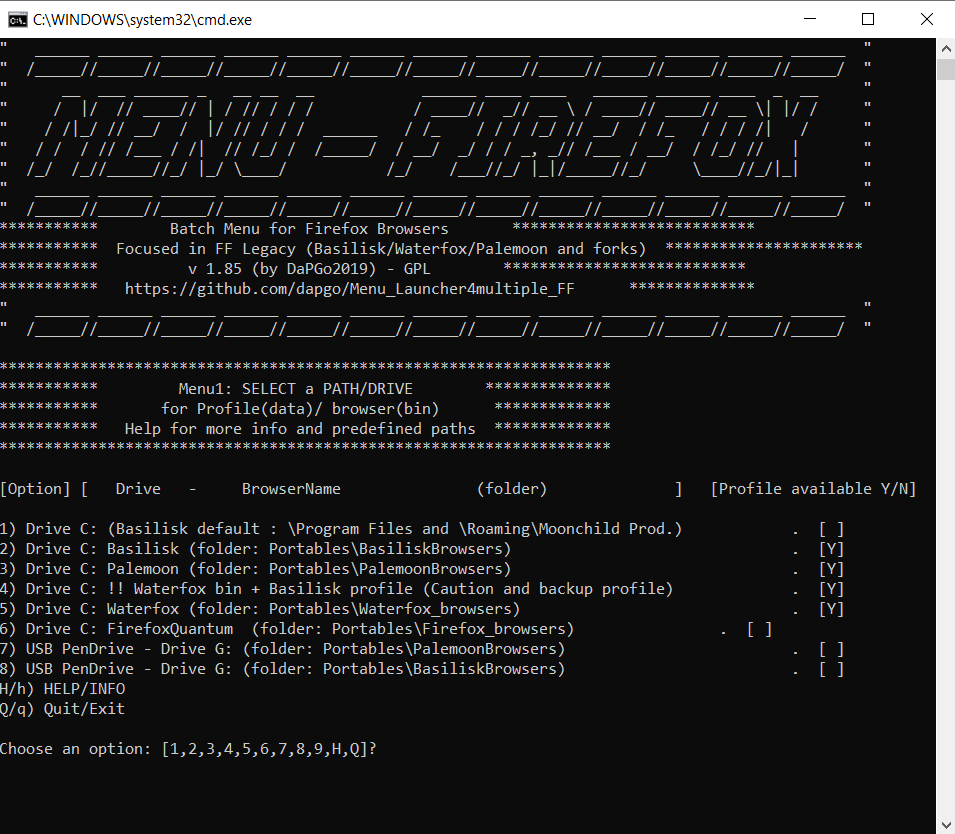 C:\WINDOWS\system32\cmd.exe
MENU - FIREFOX
*********** Batch Menu for Firefox Browsers ***************************
*********** Focused in FF Legacy (Basilisk/Waterfox/Palemoon and forks) **********************
*********** v 1.85 (by DaPGo2019) - GPL ***************************
*********** https://github.com/dapgo/Menu_Launcher4multiple_FF **************
********************************************************************
*********** Menu1: SELECT a PATH/DRIVE **************
*********** for Profile(data)/ browser(bin) *************
*********** Help for more info and predefined paths *************
********************************************************************
[Option] [ Drive - BrowserName (folder) ] [Profile available Y/N]
1) Drive C: (Basilisk default : \Program Files and \Roaming\Moonchild Prod.) . [ ]
2) Drive C: Basilisk (folder: Portables\BasiliskBrowsers) . [Y]
3) Drive C: Palemoon (folder: Portables\PalemoonBrowsers) . [Y]
4) Drive C: !! Waterfox bin + Basilisk profile (Caution and backup profile) . [Y]
5) Drive C: Waterfox (folder: Portables\Waterfox_browsers) . [Y]
6) Drive C: FirefoxQuantum (folder: Portables\Firefox_browsers) . [ ]
7) USB PenDrive - Drive G: (folder: Portables\PalemoonBrowsers) . [ ]
8) USB PenDrive - Drive G: (folder: Portables\BasiliskBrowsers) . [ ]
H/h) HELP/INFO
Q/q) Quit/Exit
Choose an option: [1,2,3,4,5,6,7,8,9,H,Q]?